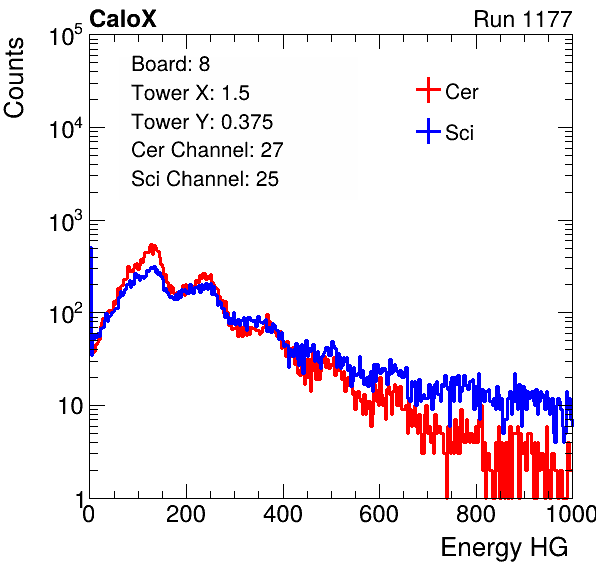 CaloX Run 1177
Counts
10^5
10^4
10^3
10^2
10
1
Board: 8
Tower X: 1.5
Tower Y: 0.375
Cer Channel: 27
Sci Channel: 25
Cer
Sci
0 200 400 600 800 1000
Energy HG